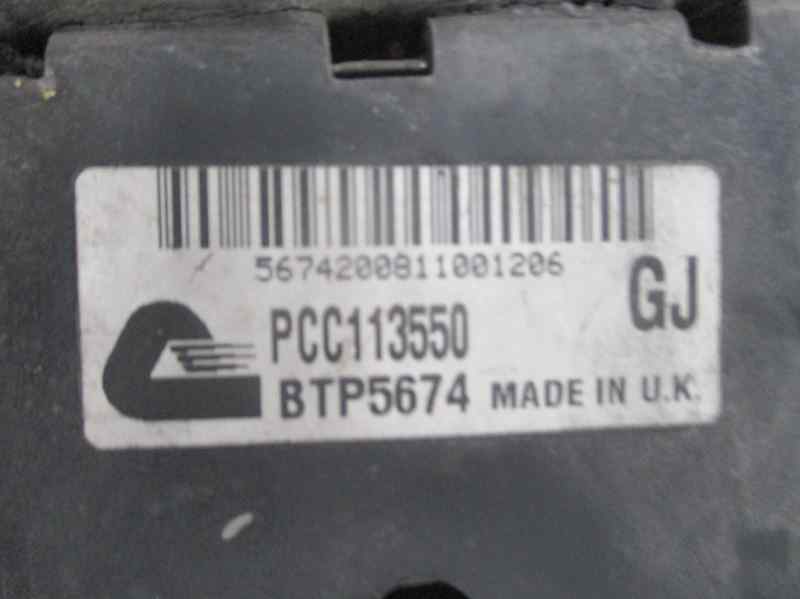 5674200811001206
GJ
PCC113550
BTP5674 MADE IN U.K.